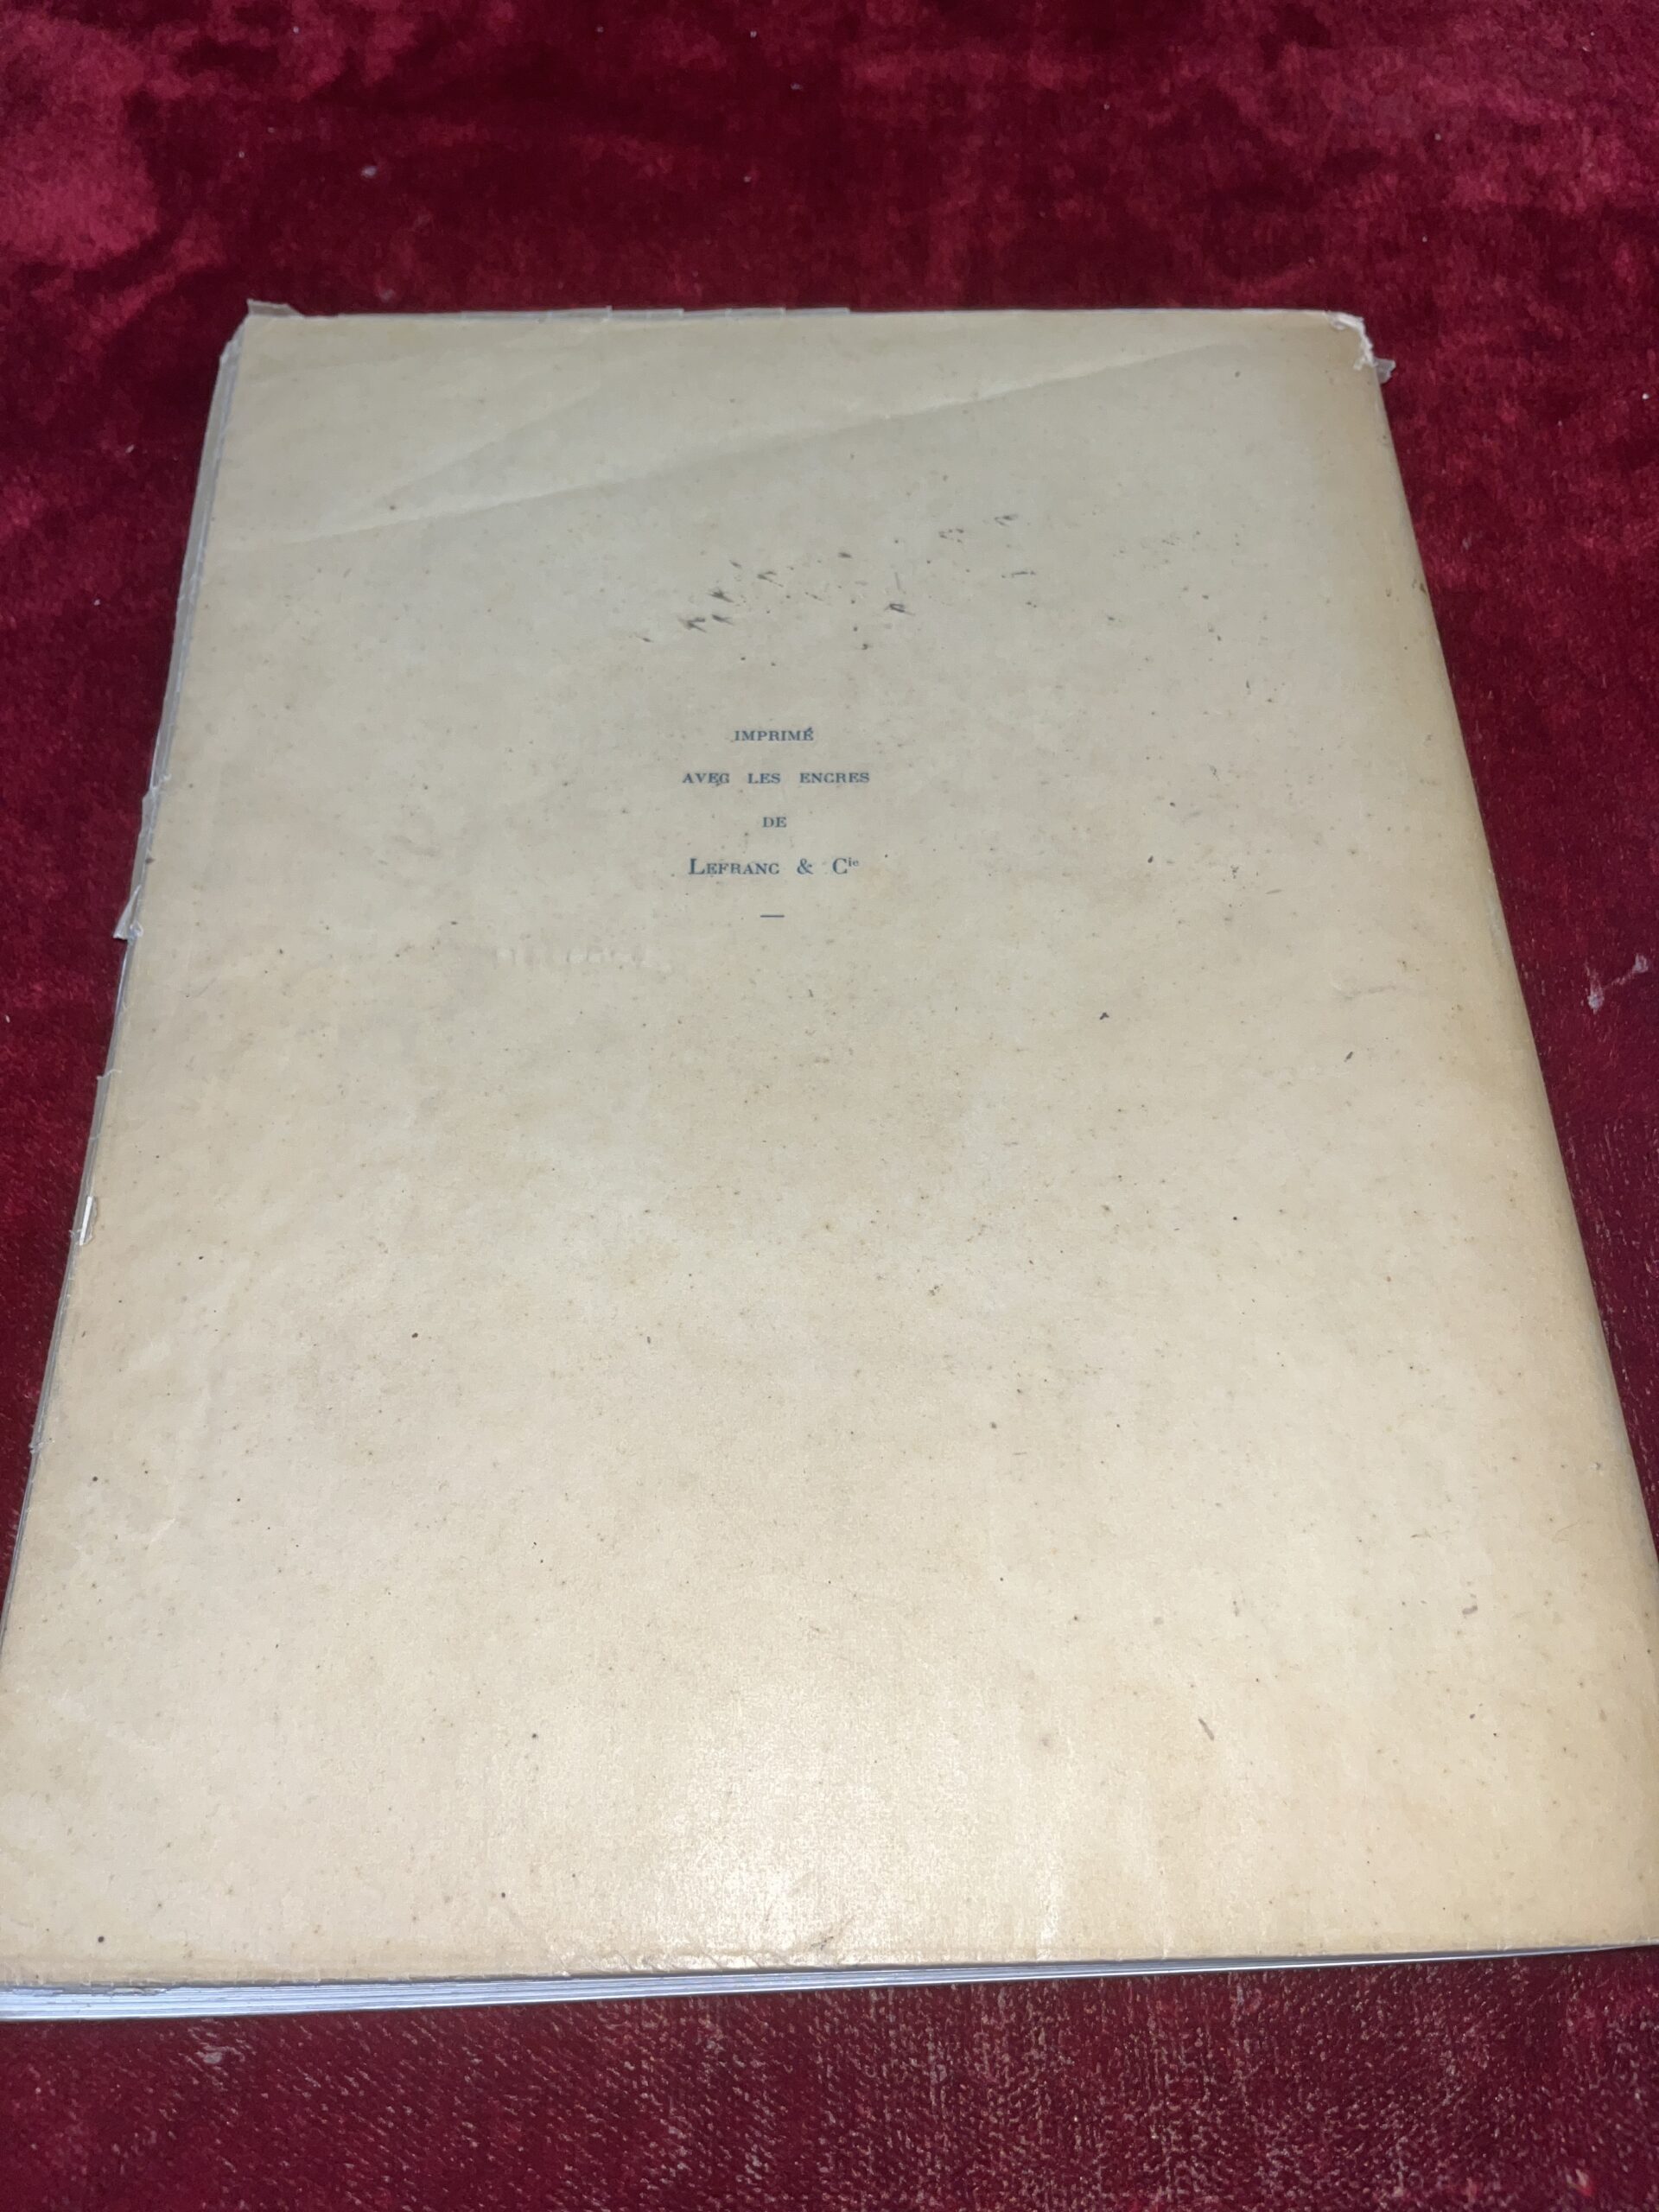 IMPRIMÉ
AVEC LES ENCRES
DE
LEFRANC & Cie